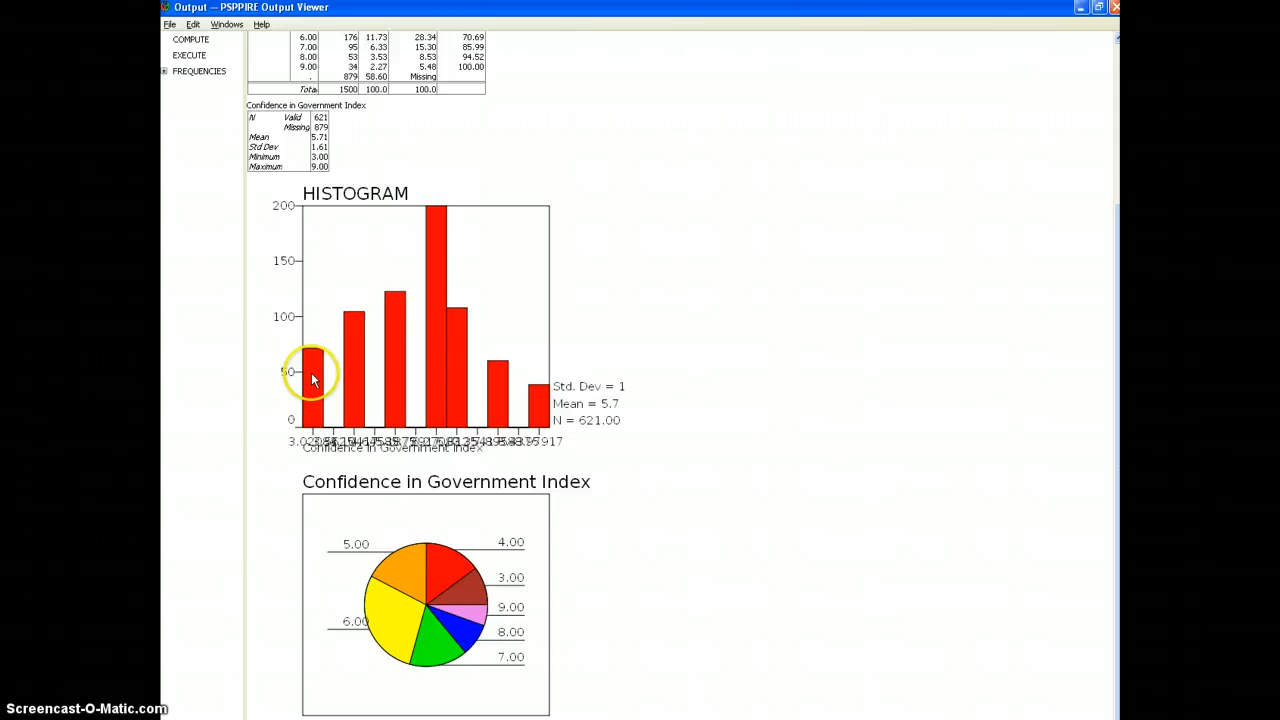 Output — PSPPIRE Output Viewer
File Edit Windows Help
COMPUTE
EXECUTE
FREQUENCIES
6.00 176 11.73 28.34 70.69
7.00 95 6.33 15.30 85.99
8.00 53 3.53 8.53 94.52
9.00 34 2.27 5.48 100.00
. 879 58.60 Missing
Total 1500 100.0 100.0
Confidence in Government Index
N Valid 621
Missing 879
Mean 5.71
Std Dev 1.61
Minimum 3.00
Maximum 9.00
HISTOGRAM
200
150
100
50
0
Std. Dev = 1
Mean = 5.7
N = 621.00
Confidence in Government Index
Confidence in Government Index
5.00
4.00
3.00
9.00
6.00
8.00
7.00
Screencast-O-Matic.com